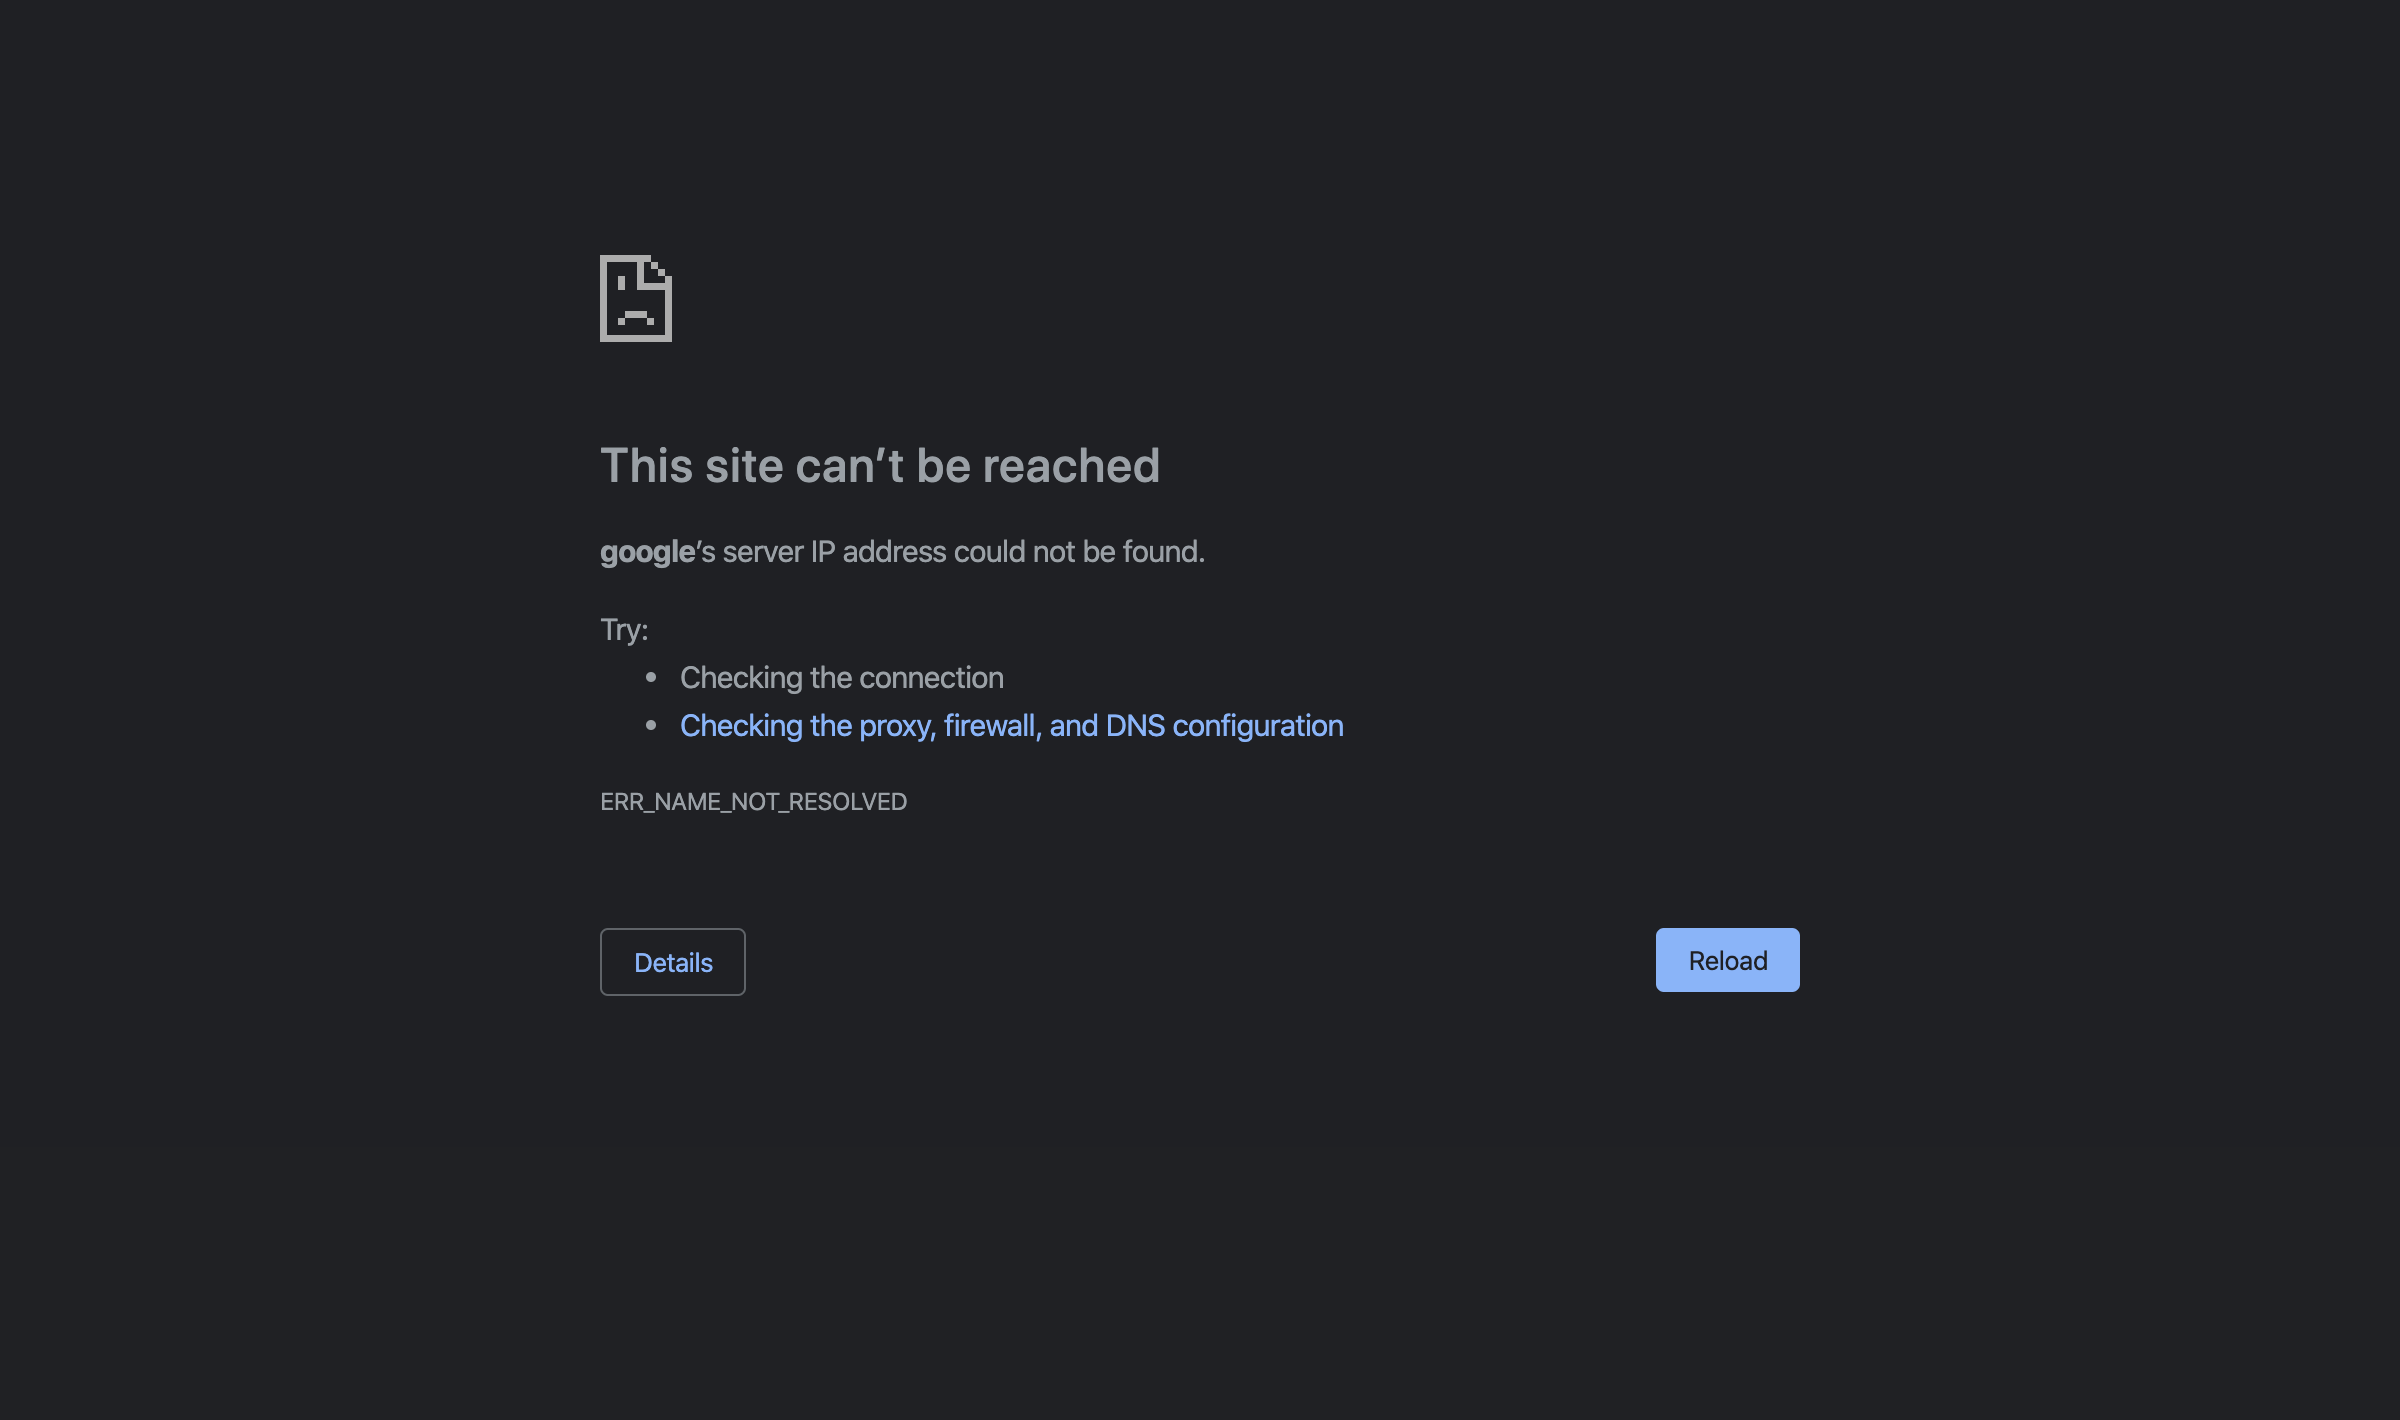 This site can’t be reached
google’s server IP address could not be found.
Try:
• Checking the connection
• Checking the proxy, firewall, and DNS configuration
ERR_NAME_NOT_RESOLVED
Details
Reload